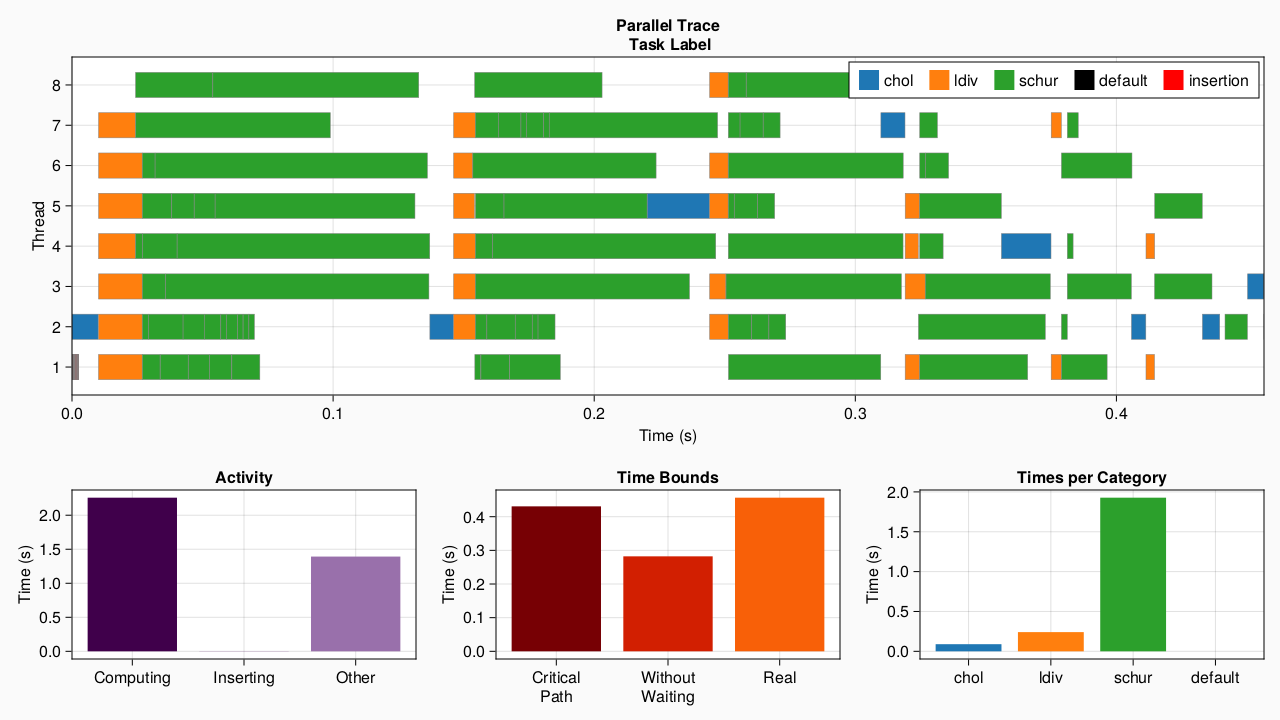 Parallel Trace
Task Label
Thread
8
7
6
5
4
3
2
1
chol ldiv schur default insertion
0.0 0.1 0.2 0.3 0.4
Time (s)
Activity
Time (s)
2.0
1.5
1.0
0.5
0.0
Computing Inserting Other
Time Bounds
Time (s)
0.4
0.3
0.2
0.1
0.0
Critical
Path
Without
Waiting
Real
Times per Category
Time (s)
2.0
1.5
1.0
0.5
0.0
chol ldiv schur default